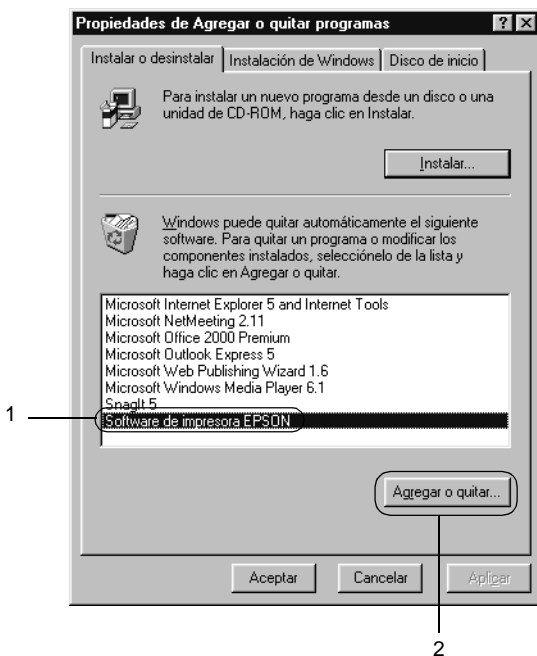 Propiedades de Agregar o quitar programas
Instalar o desinstalar
Instalación de Windows
Disco de inicio
Para instalar un nuevo programa desde un disco o una
unidad de CD-ROM, haga clic en Instalar.
Instalar...
Windows puede quitar automáticamente el siguiente
software. Para quitar un programa o modificar los
componentes instalados, selecciónelo de la lista y
haga clic en Agregar o quitar.
Microsoft Internet Explorer 5 and Internet Tools
Microsoft NetMeeting 2.11
Microsoft Office 2000 Premium
Microsoft Outlook Express 5
Microsoft Web Publishing Wizard 1.6
Microsoft Windows Media Player 6.1
SnagIt 5
1
Software de impresora EPSON
Agregar o quitar...
Aceptar
Cancelar
Aplicar
2